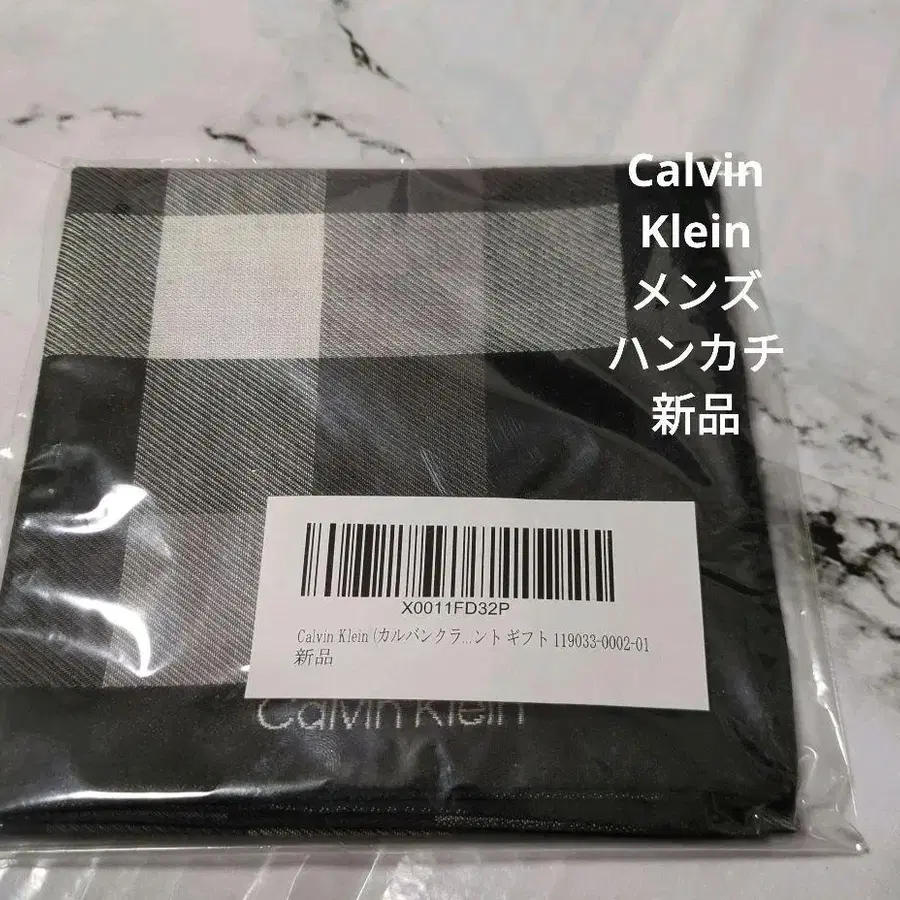 Calvin
Klein
メンズ
ハンカチ
新品
X0011FD32P
Calvin Klein (カルバンクラ...ント ギフト 119033-0002-01
新品
Calvin Klein